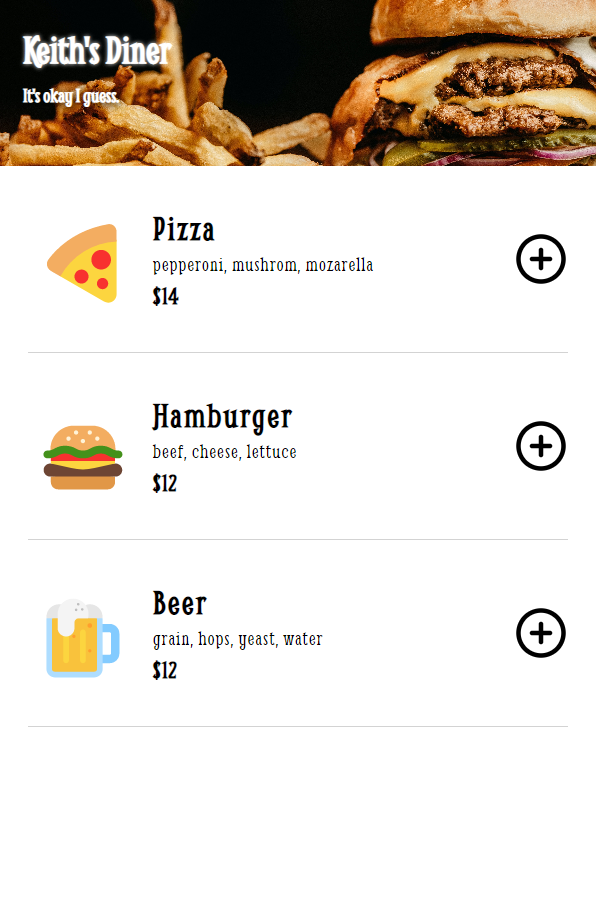 Keith's Diner
It's okay I guess.
Pizza
pepperoni, mushrom, mozarella
$14
Hamburger
beef, cheese, lettuce
$12
Beer
grain, hops, yeast, water
$12